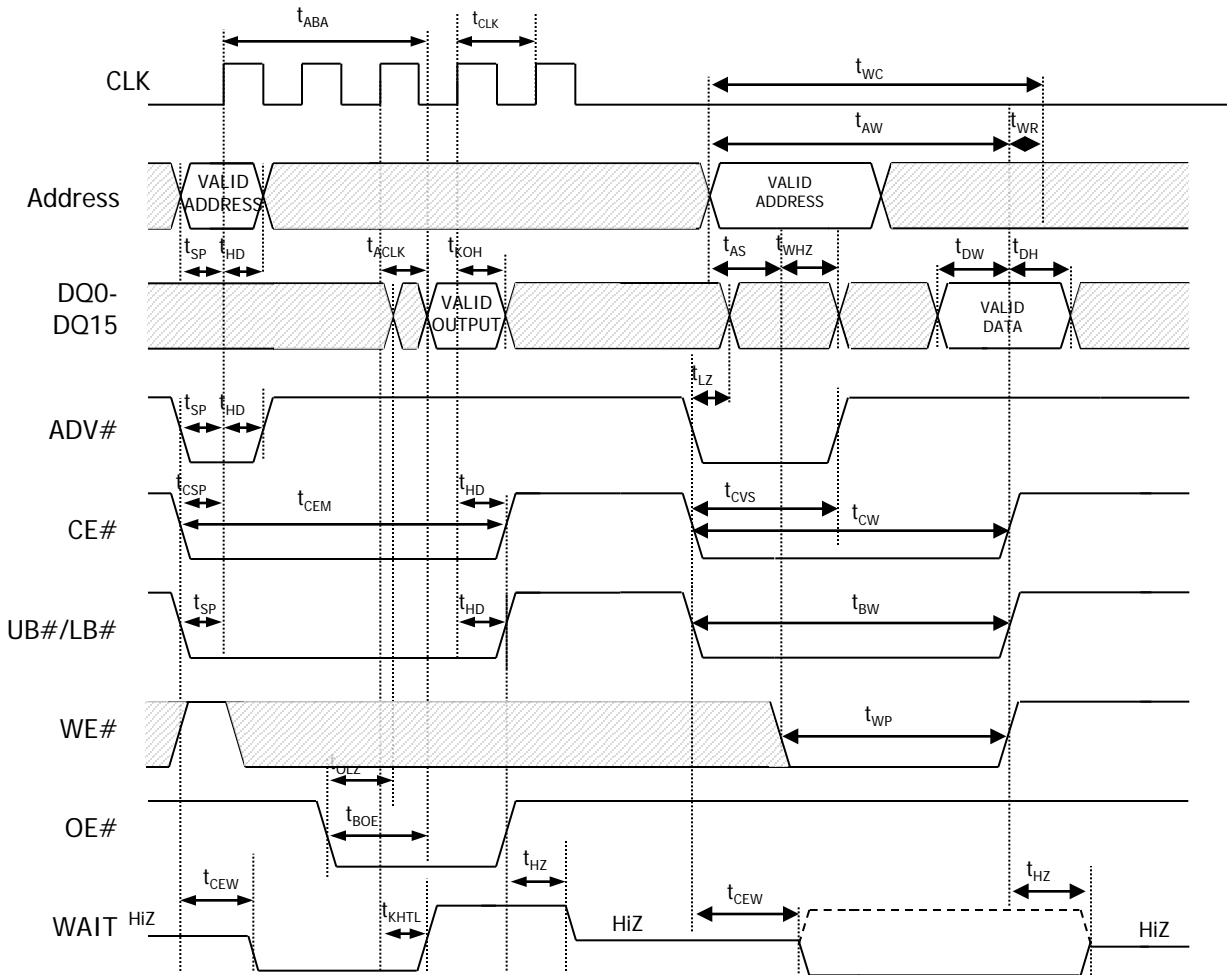 tABA
tCLK
CLK
tWC
tAW
tWR
Address
VALID
ADDRESS
VALID
ADDRESS
tSP
tHD
tACLK
tKOH
tAS
tWHZ
tDW
tDH
DQ0-
DQ15
VALID
OUTPUT
VALID
DATA
tLZ
ADV#
tSP
tHD
tCSP
tCEM
tHD
tCVS
tCW
CE#
tSP
tHD
tBW
UB#/LB#
WE#
tWP
tOLZ
OE#
tBOE
tHZ
tHZ
tCEW
tKHTL
tCEW
WAIT
HiZ
HiZ
HiZ